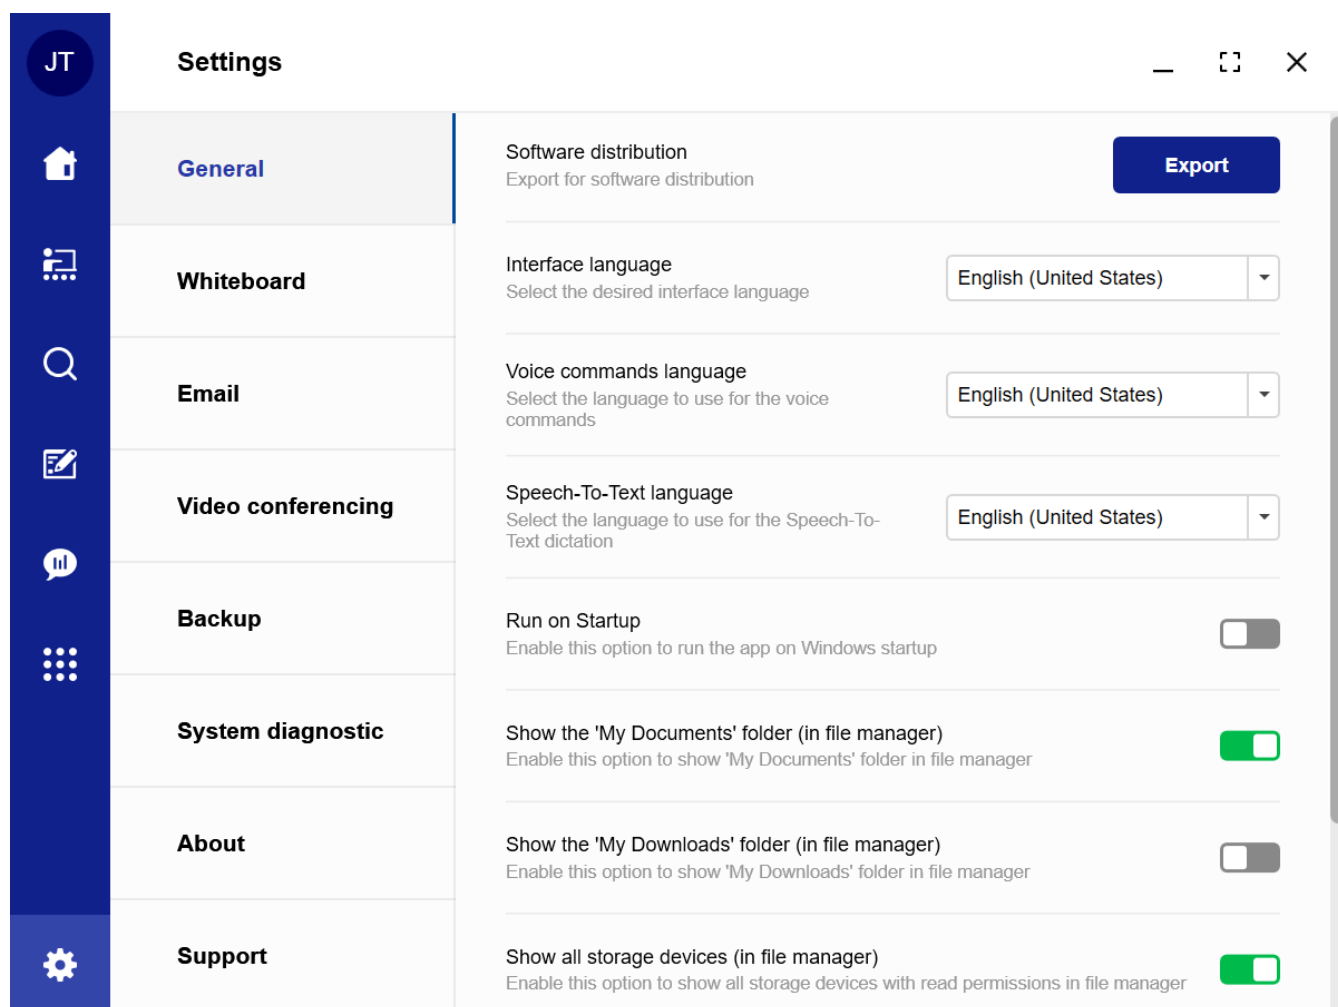 JT
Settings
General
Whiteboard
Email
Video conferencing
Backup
System diagnostic
About
Support
Software distribution
Export for software distribution
Export
Interface language
Select the desired interface language
English (United States)
Voice commands language
Select the language to use for the voice
commands
English (United States)
Speech-To-Text language
Select the language to use for the Speech-To-
Text dictation
English (United States)
Run on Startup
Enable this option to run the app on Windows startup
Show the 'My Documents' folder (in file manager)
Enable this option to show 'My Documents' folder in file manager
Show the 'My Downloads' folder (in file manager)
Enable this option to show 'My Downloads' folder in file manager
Show all storage devices (in file manager)
Enable this option to show all storage devices with read permissions in file manager